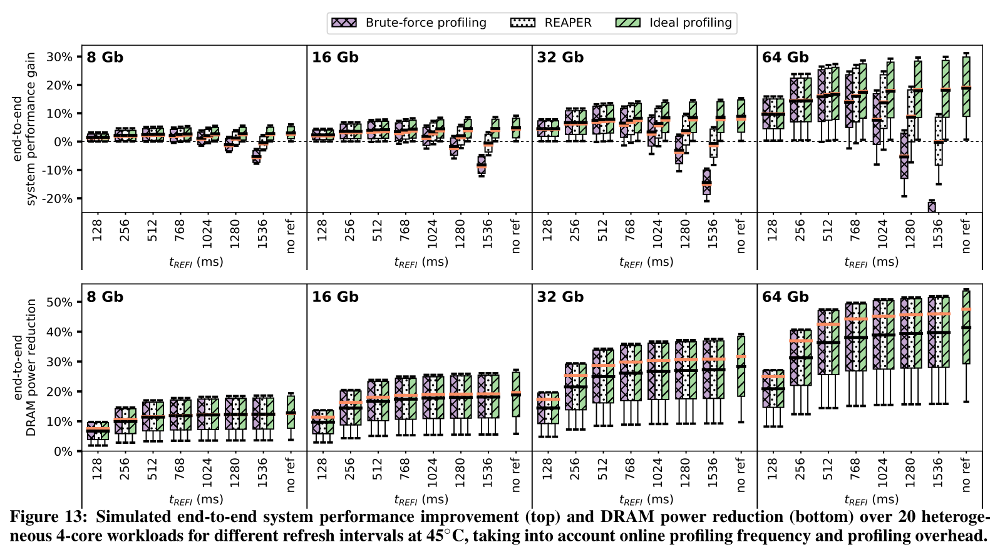 Brute-force profiling REAPER Ideal profiling
end-to-end
system performance gain
30%
20%
10%
0%
-10%
-20%
8 Gb 16 Gb 32 Gb 64 Gb
128 256 512 768 1024 1280 1536 no ref 128 256 512 768 1024 1280 1536 no ref 128 256 512 768 1024 1280 1536 no ref 128 256 512 768 1024 1280 1536 no ref
tREFI (ms) tREFI (ms) tREFI (ms) tREFI (ms)
end-to-end
DRAM power reduction
50%
40%
30%
20%
10%
0%
8 Gb 16 Gb 32 Gb 64 Gb
128 256 512 768 1024 1280 1536 no ref 128 256 512 768 1024 1280 1536 no ref 128 256 512 768 1024 1280 1536 no ref 128 256 512 768 1024 1280 1536 no ref
tREFI (ms) tREFI (ms) tREFI (ms) tREFI (ms)
Figure 13: Simulated end-to-end system performance improvement (top) and DRAM power reduction (bottom) over 20 heteroge-
neous 4-core workloads for different refresh intervals at 45°C, taking into account online profiling frequency and profiling overhead.